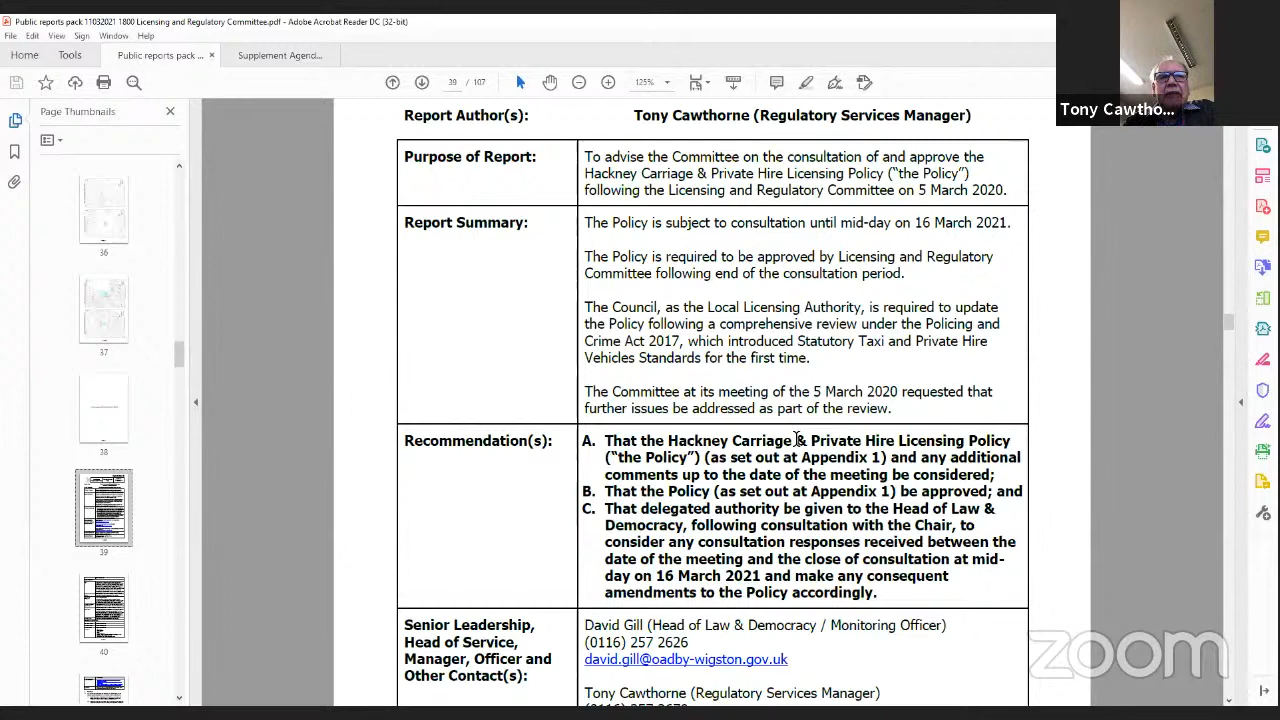 Public reports pack 11032021 1800 Licensing and Regulatory Committee.pdf - Adobe Acrobat Reader DC (32-bit)
File Edit View Sign Window Help
Home Tools Public reports pack ... × Supplement Agend...
39 / 107 125%
Page Thumbnails
36
37
38
39
40
Tony Cawtho...
Report Author(s): Tony Cawthorne (Regulatory Services Manager)
Purpose of Report: To advise the Committee on the consultation of and approve the
Hackney Carriage & Private Hire Licensing Policy (“the Policy”)
following the Licensing and Regulatory Committee on 5 March 2020.
Report Summary: The Policy is subject to consultation until mid-day on 16 March 2021.
The Policy is required to be approved by Licensing and Regulatory
Committee following end of the consultation period.
The Council, as the Local Licensing Authority, is required to update
the Policy following a comprehensive review under the Policing and
Crime Act 2017, which introduced Statutory Taxi and Private Hire
Vehicles Standards for the first time.
The Committee at its meeting of the 5 March 2020 requested that
further issues be addressed as part of the review.
Recommendation(s): A. That the Hackney Carriage & Private Hire Licensing Policy
(“the Policy”) (as set out at Appendix 1) and any additional
comments up to the date of the meeting be considered;
B. That the Policy (as set out at Appendix 1) be approved; and
C. That delegated authority be given to the Head of Law &
Democracy, following consultation with the Chair, to
consider any consultation responses received between the
date of the meeting and the close of consultation at mid-
day on 16 March 2021 and make any consequent
amendments to the Policy accordingly.
Senior Leadership,
Head of Service,
Manager, Officer and
Other Contact(s):
David Gill (Head of Law & Democracy / Monitoring Officer)
(0116) 257 2626
david.gill@oadby-wigston.gov.uk
Tony Cawthorne (Regulatory Services Manager)
zoom